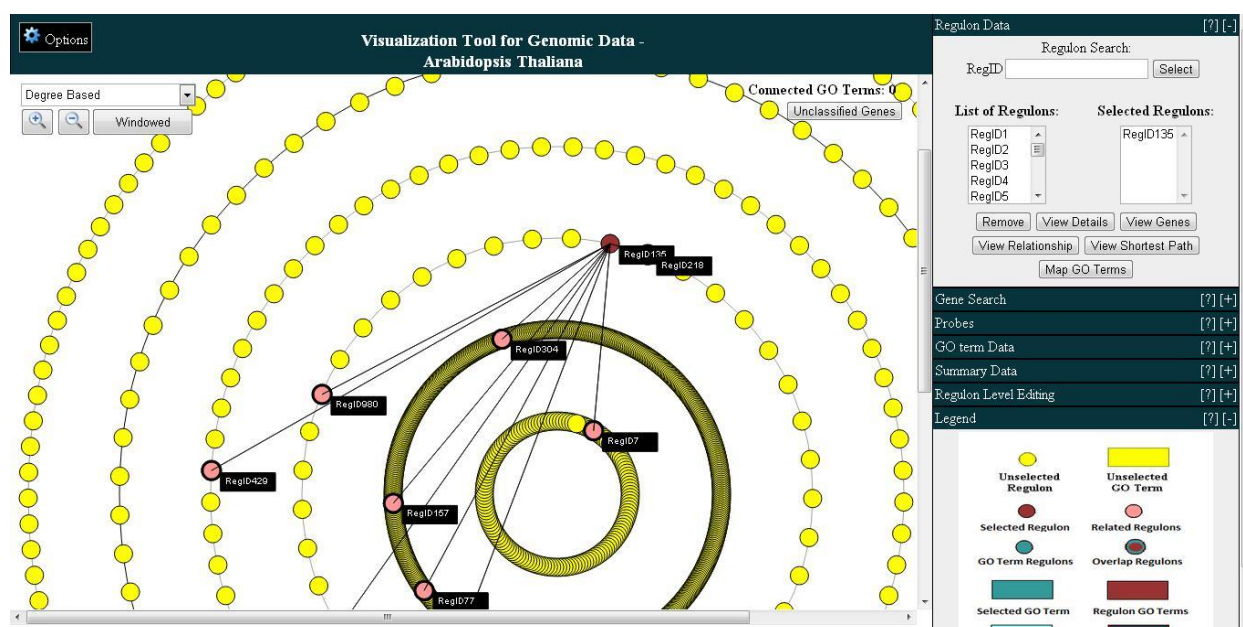 Options
Visualization Tool for Genomic Data -
Arabidopsis Thaliana
Degree Based
Windowed
Connected GO Terms: 0
Unclassified Genes
RegID135
RegID218
RegID304
RegID980
RegID7
RegID429
RegID157
RegID77
Regulon Data [?] [-]
Regulon Search:
RegID Select
List of Regulons: Selected Regulons:
RegID1 RegID135
RegID2
RegID3
RegID4
RegID5
Remove View Details View Genes
View Relationship View Shortest Path
Map GO Terms
Gene Search [?] [+]
Probes [?] [+]
GO term Data [?] [+]
Summary Data [?] [+]
Regulon Level Editing [?] [+]
Legend [?] [-]
Unselected Regulon
Unselected GO Term
Selected Regulon Related Regulons
GO Term Regulons Overlap Regulons
Selected GO Term Regulon GO Terms